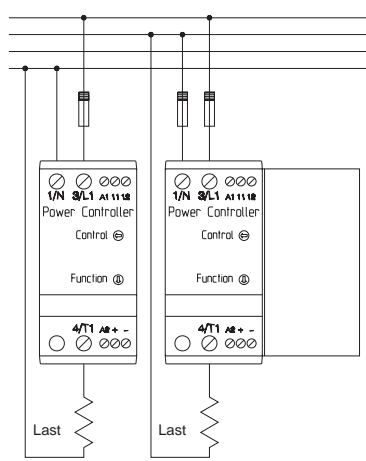 1/N 3/L1 A1 11 12
Power Controller
Control
Function
4/T1 A2 + -
Last
1/N 3/L1 A1 11 12
Power Controller
Control
Function
4/T1 A2 + -
Last